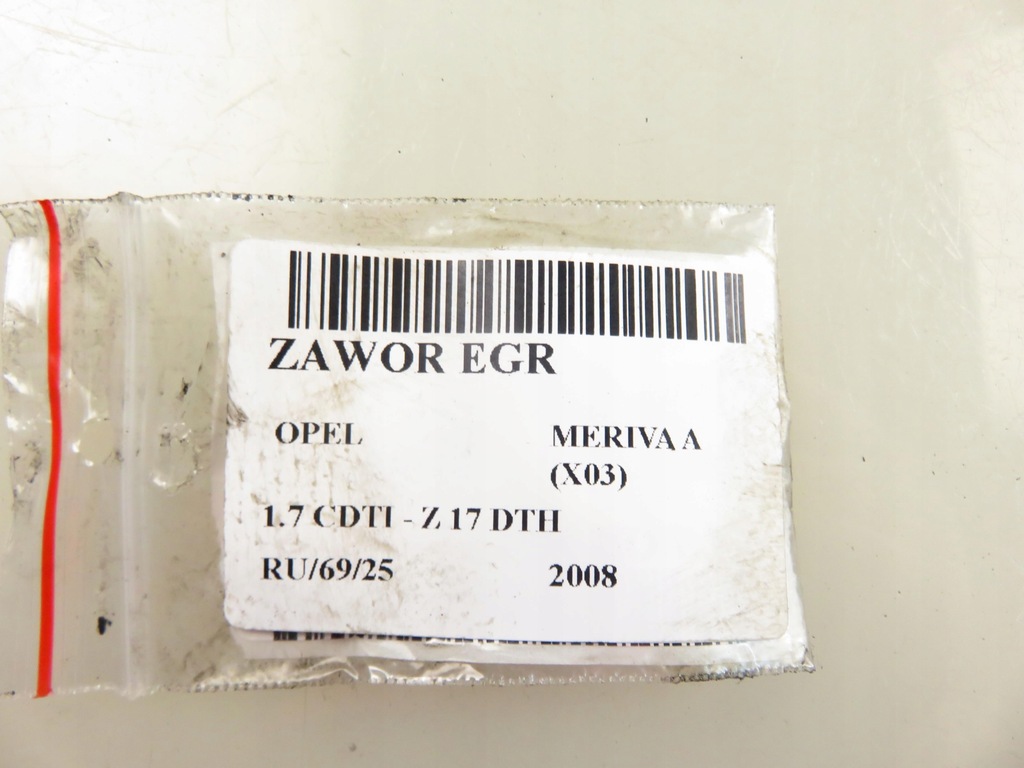 ZAWOR EGR
OPEL MERIVA A
(X03)
1.7 CDTI - Z 17 DTH
RU/69/25 2008